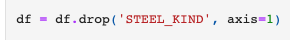 df = df.drop('STEEL_KIND', axis=1)